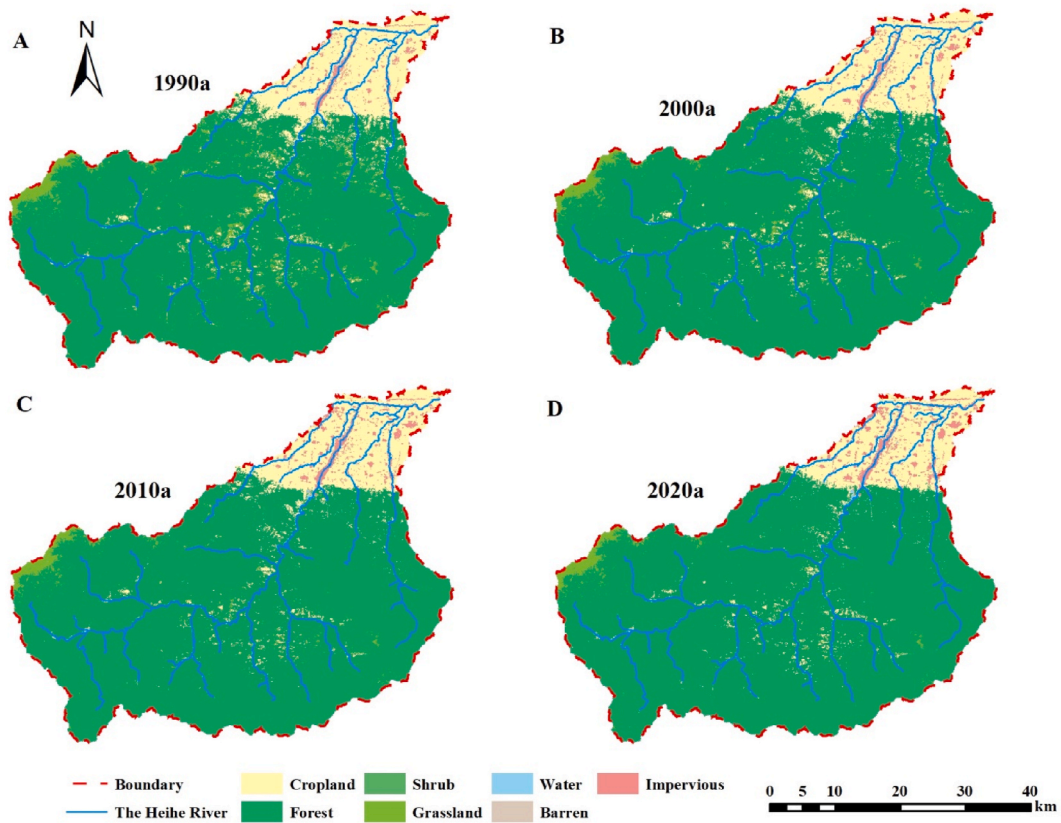 A
N
1990a
B
2000a
C
2010a
D
2020a
Boundary
Cropland
Shrub
Water
Impervious
The Heihe River
Forest
Grassland
Barren
0 5 10 20 30 40
km